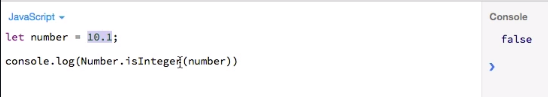 JavaScript
Console
let number = 10.1;
false
console.log(Number.isInteger(number))